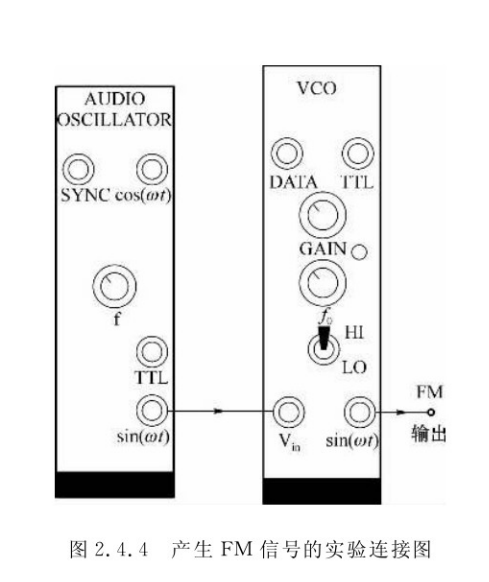 AUDIO
OSCILLATOR
SYNC cos(ωt)
f
TTL
sin(ωt)
VCO
DATA TTL
GAIN
f₀
HI
LO
V_in sin(ωt)
FM
输出
图 2.4.4 产生 FM 信号的实验连接图